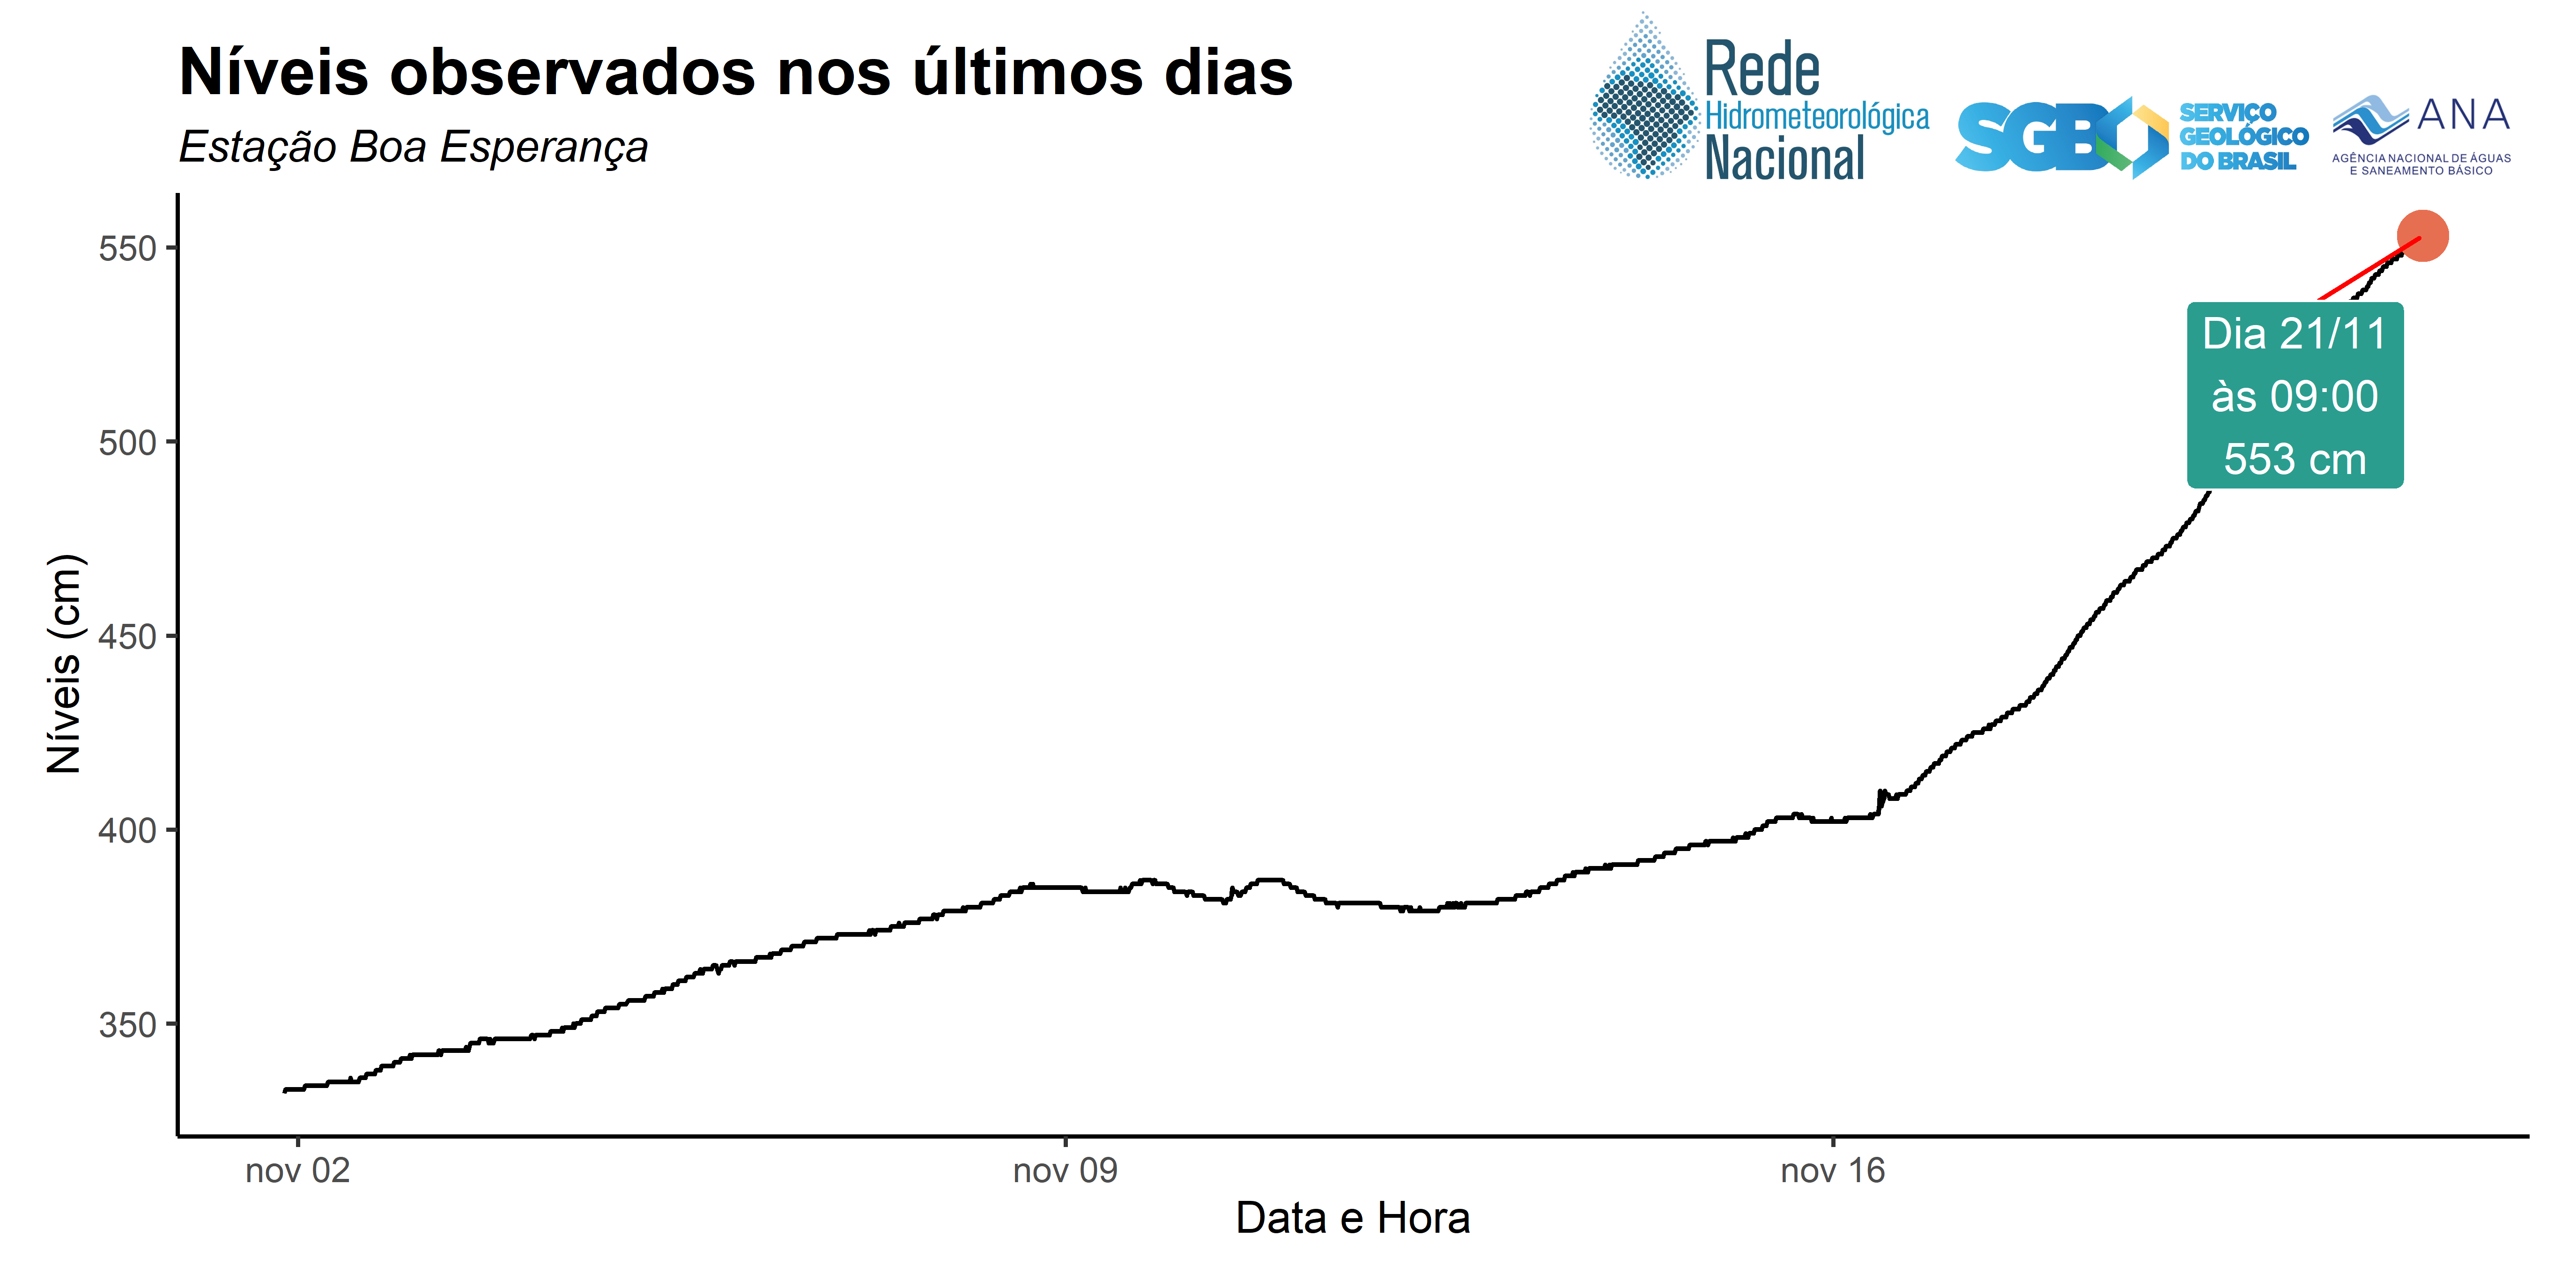 Níveis observados nos últimos dias
Estação Boa Esperança
Rede
Hidrometeorológica
Nacional
SGB
SERVIÇO
GEOLÓGICO
DO BRASIL
ANA
AGÊNCIA NACIONAL DE ÁGUAS
E SANEAMENTO BÁSICO
Níveis (cm)
550
500
450
400
350
Dia 21/11
às 09:00
553 cm
nov 02
nov 09
nov 16
Data e Hora